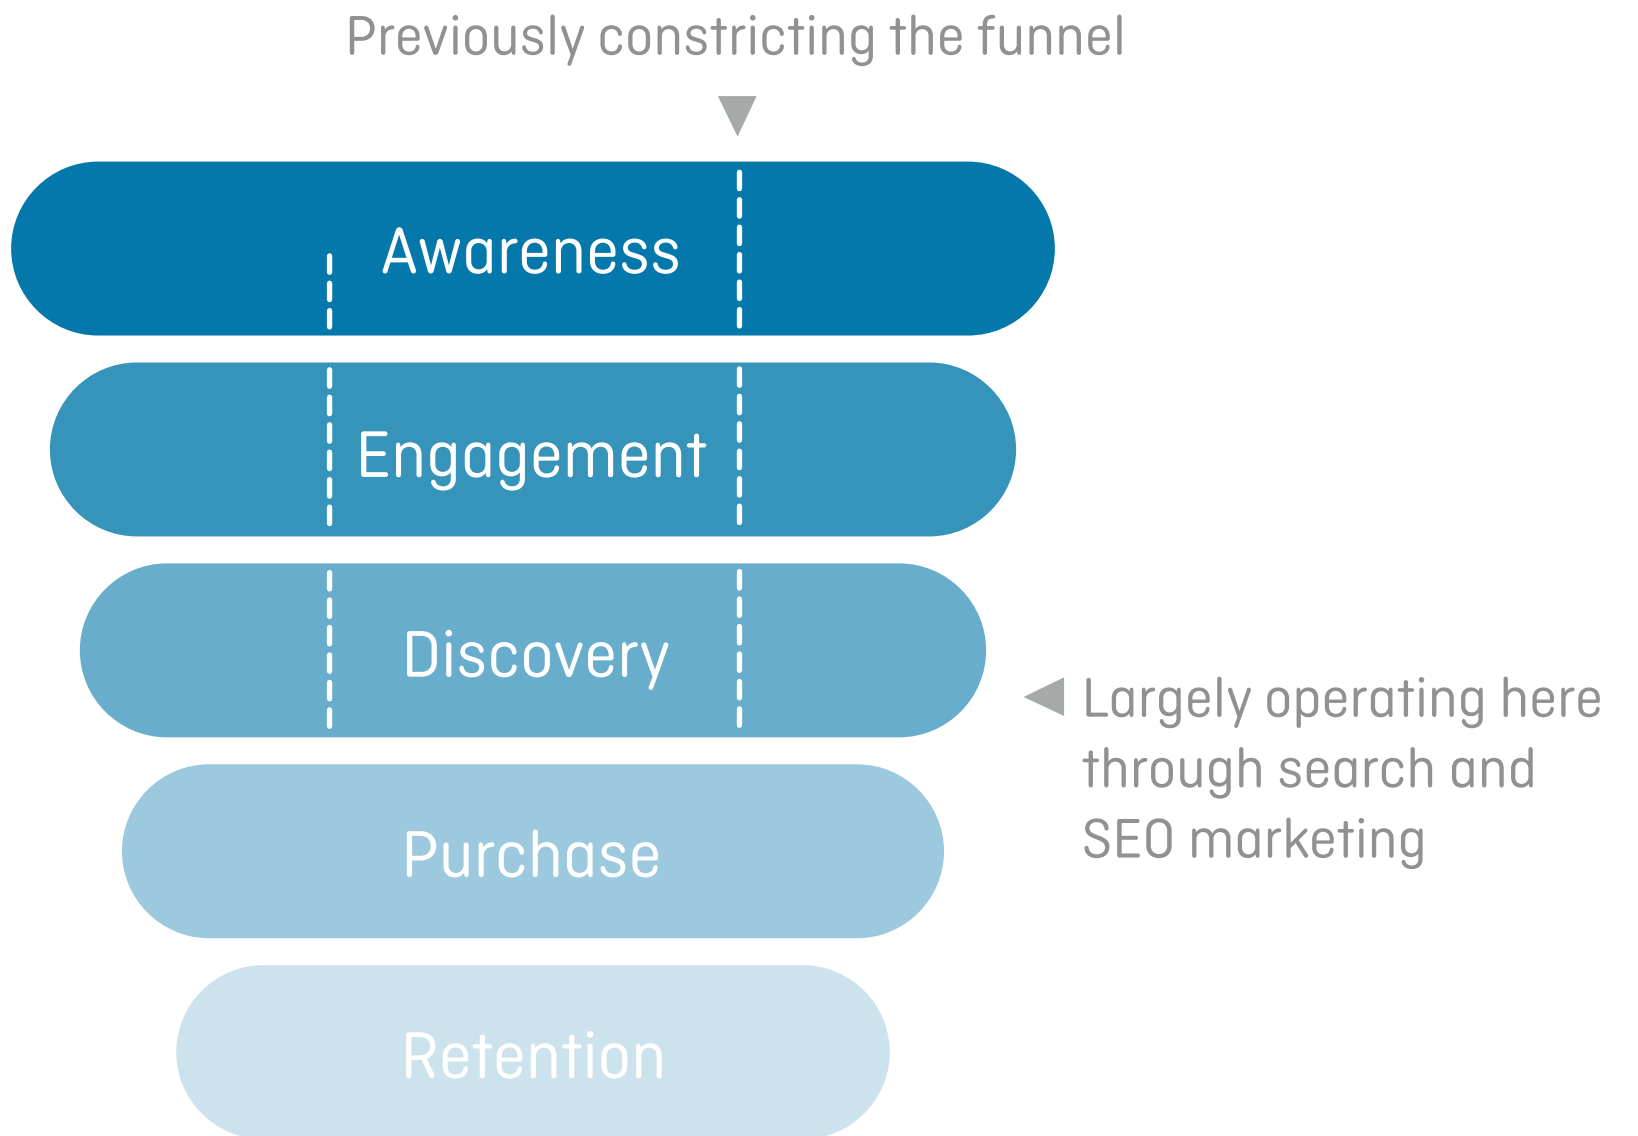 Previously constricting the funnel
Awareness
Engagement
Discovery
Largely operating here
through search and
SEO marketing
Purchase
Retention